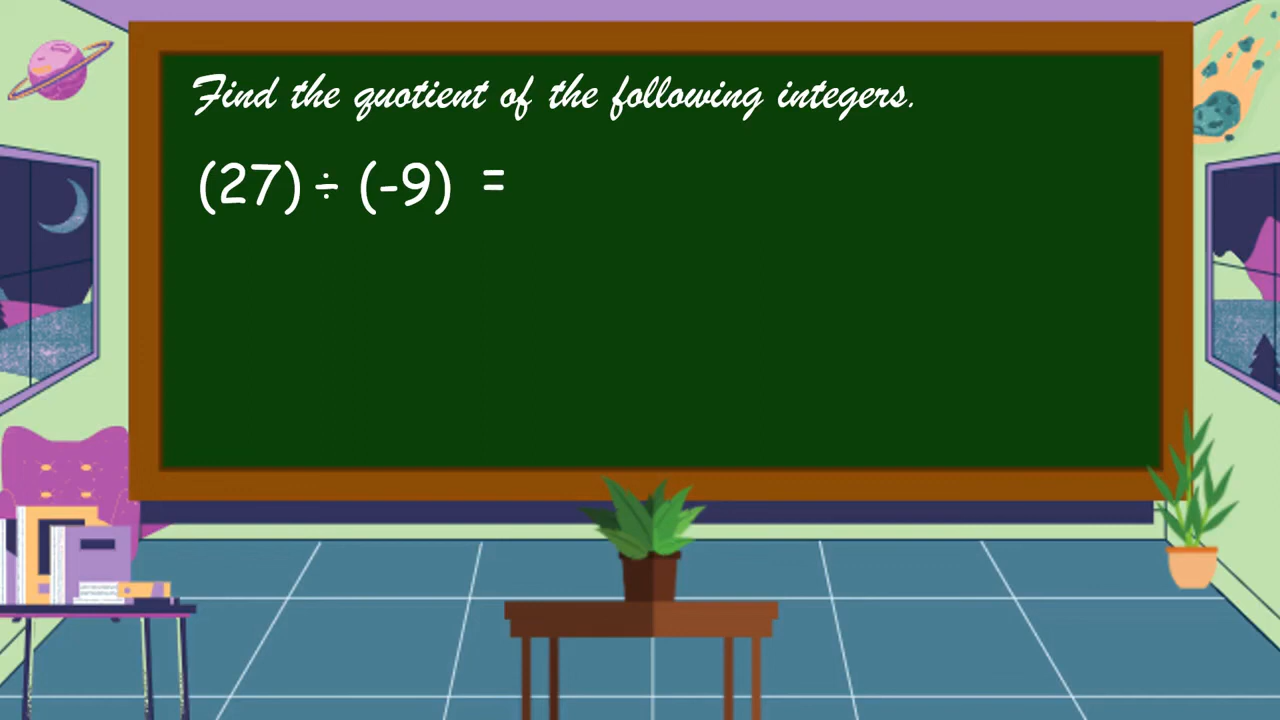 Find the quotient of the following integers.
(27) ÷ (-9) =